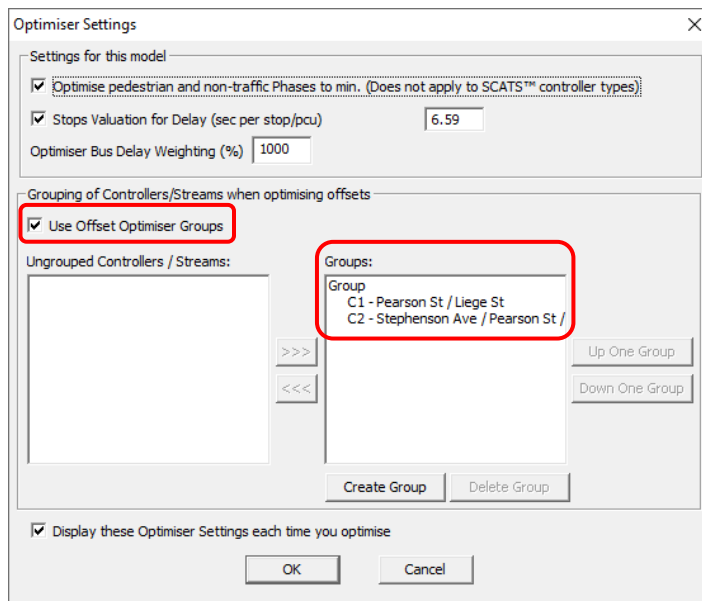 Optimiser Settings
Settings for this model
Optimise pedestrian and non-traffic Phases to min. (Does not apply to SCATS™ controller types)
Stops Valuation for Delay (sec per stop/pcu) 6.59
Optimiser Bus Delay Weighting (%) 1000
Grouping of Controllers/Streams when optimising offsets
Use Offset Optimiser Groups
Ungrouped Controllers / Streams: Groups:
Group
C1 - Pearson St / Liege St
C2 - Stephenson Ave / Pearson St /
>>> Up One Group
<<< Down One Group
Create Group Delete Group
Display these Optimiser Settings each time you optimise
OK Cancel